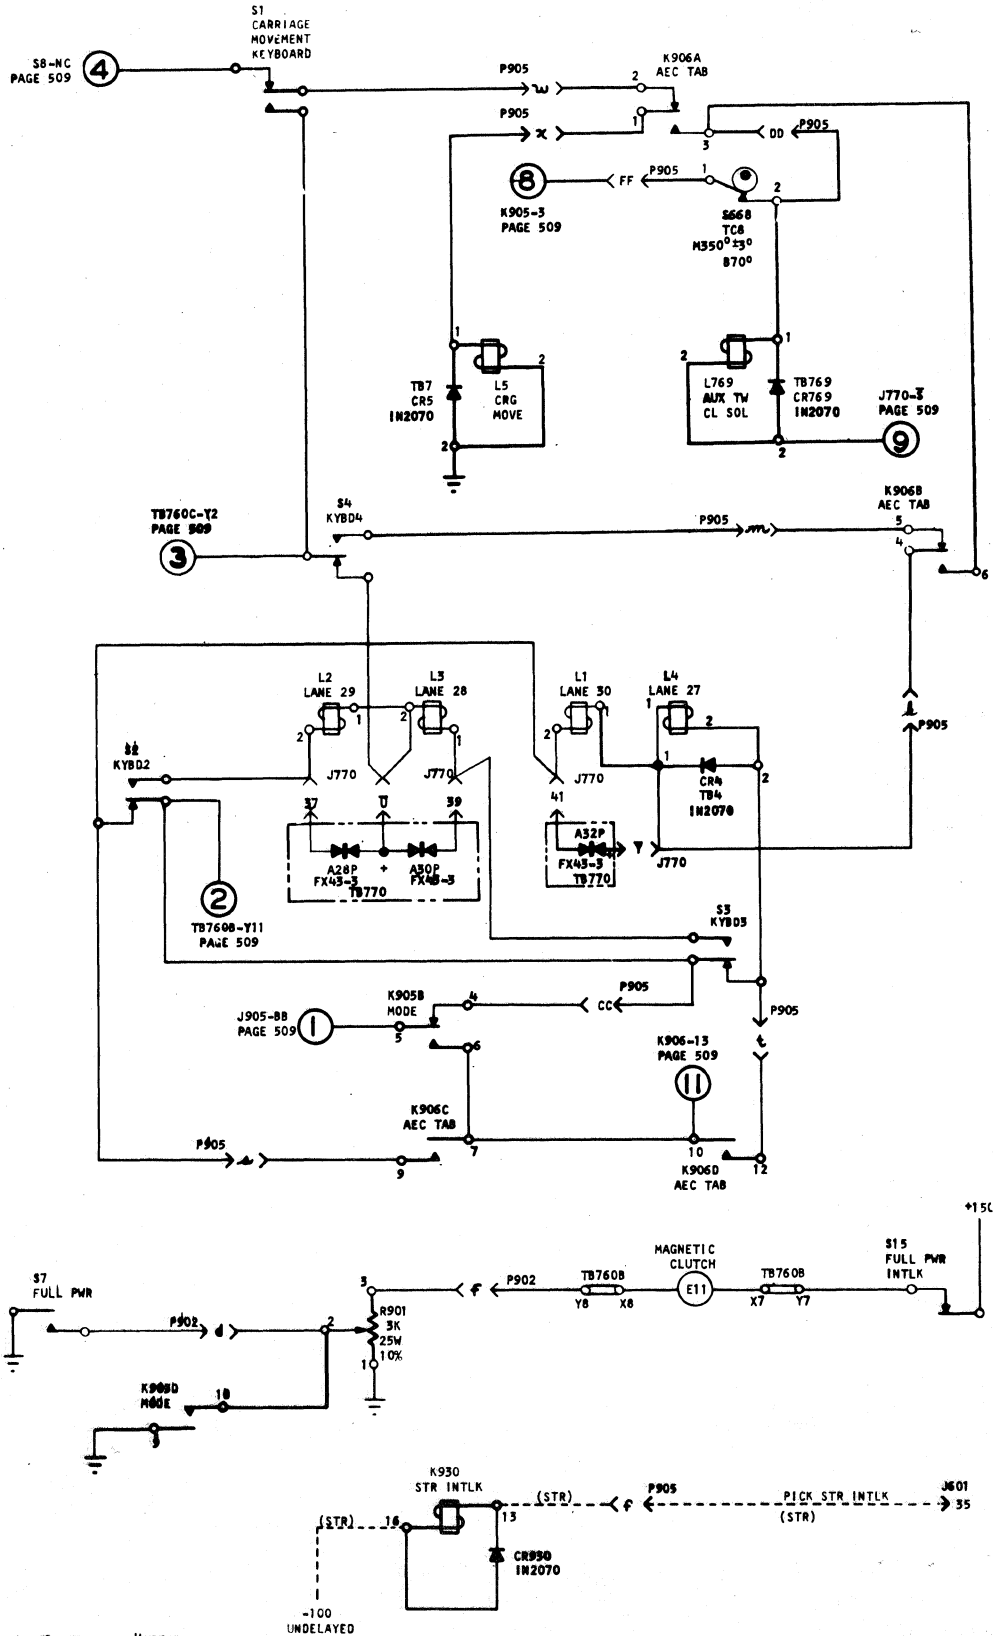 S1
CARRIAGE
MOVEMENT
KEYBOARD
S8-NC
PAGE 509
4
P905
w
K906A
AEC TAB
2
P905
x
1
3
DD
P905
8
K905-3
PAGE 509
FF
P905
1
2
S668
TC8
M350°±3°
B70°
1
2
TB7
CR5
IN2070
L5
CRG
MOVE
2
1
2
L769
AUX TW
CL SOL
TB769
CR769
IN2070
2
J770-3
PAGE 509
9
K906B
AEC TAB
TB760C-Y2
PAGE 509
3
S4
KYBD4
P905
m
5
4
6
L2
LANE 29
L3
LANE 28
L1
LANE 30
L4
LANE 27
2
1
2
1
2
1
1
2
P905
S2
KYBD2
J770
J770
J770
1
2
CR4
TB4
IN2070
37
U
39
41
A28P
FX43-3
+
A30P
FX43-3
TB770
A32P
FX43-3
+
TB770
Y
J770
2
TB760B-Y11
PAGE 509
S3
KYBD3
J905-BB
PAGE 509
1
K905B
MODE
4
5
6
CC
P905
P905
t
K906-13
PAGE 509
11
K906C
AEC TAB
7
10
12
P905
9
K906D
AEC TAB
+150
S7
FULL PWR
P902
d
2
3
R901
3K
25W
10%
1
f
P902
TB760B
Y8
X8
MAGNETIC
CLUTCH
E11
TB760B
X7
Y7
S15
FULL PWR
INTLK
K905D
MODE
10
9
K930
STR INTLK
(STR)
16
13
(STR)
f
P905
PICK STR INTLK
(STR)
J601
35
CR930
IN2070
-100
UNDELAYED